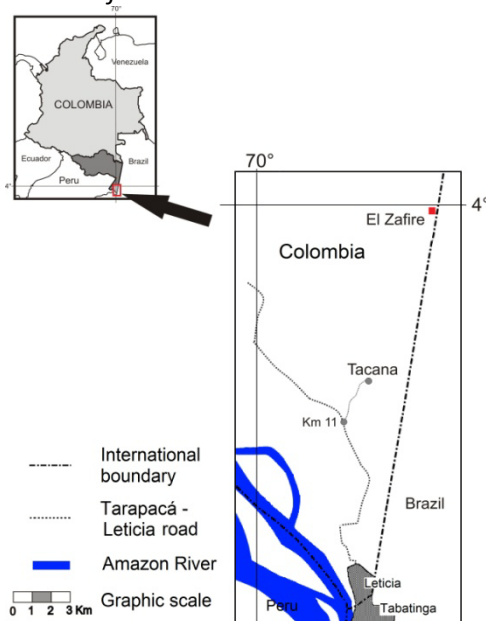 70°
Venezuela
COLOMBIA
Ecuador
Brazil
Peru
4°
70°
4°
El Zafire
Colombia
Tacana
Km 11
Brazil
Leticia
Peru
Tabatinga
International
boundary
Tarapacá -
Leticia road
Amazon River
Graphic scale
0 1 2 3 Km